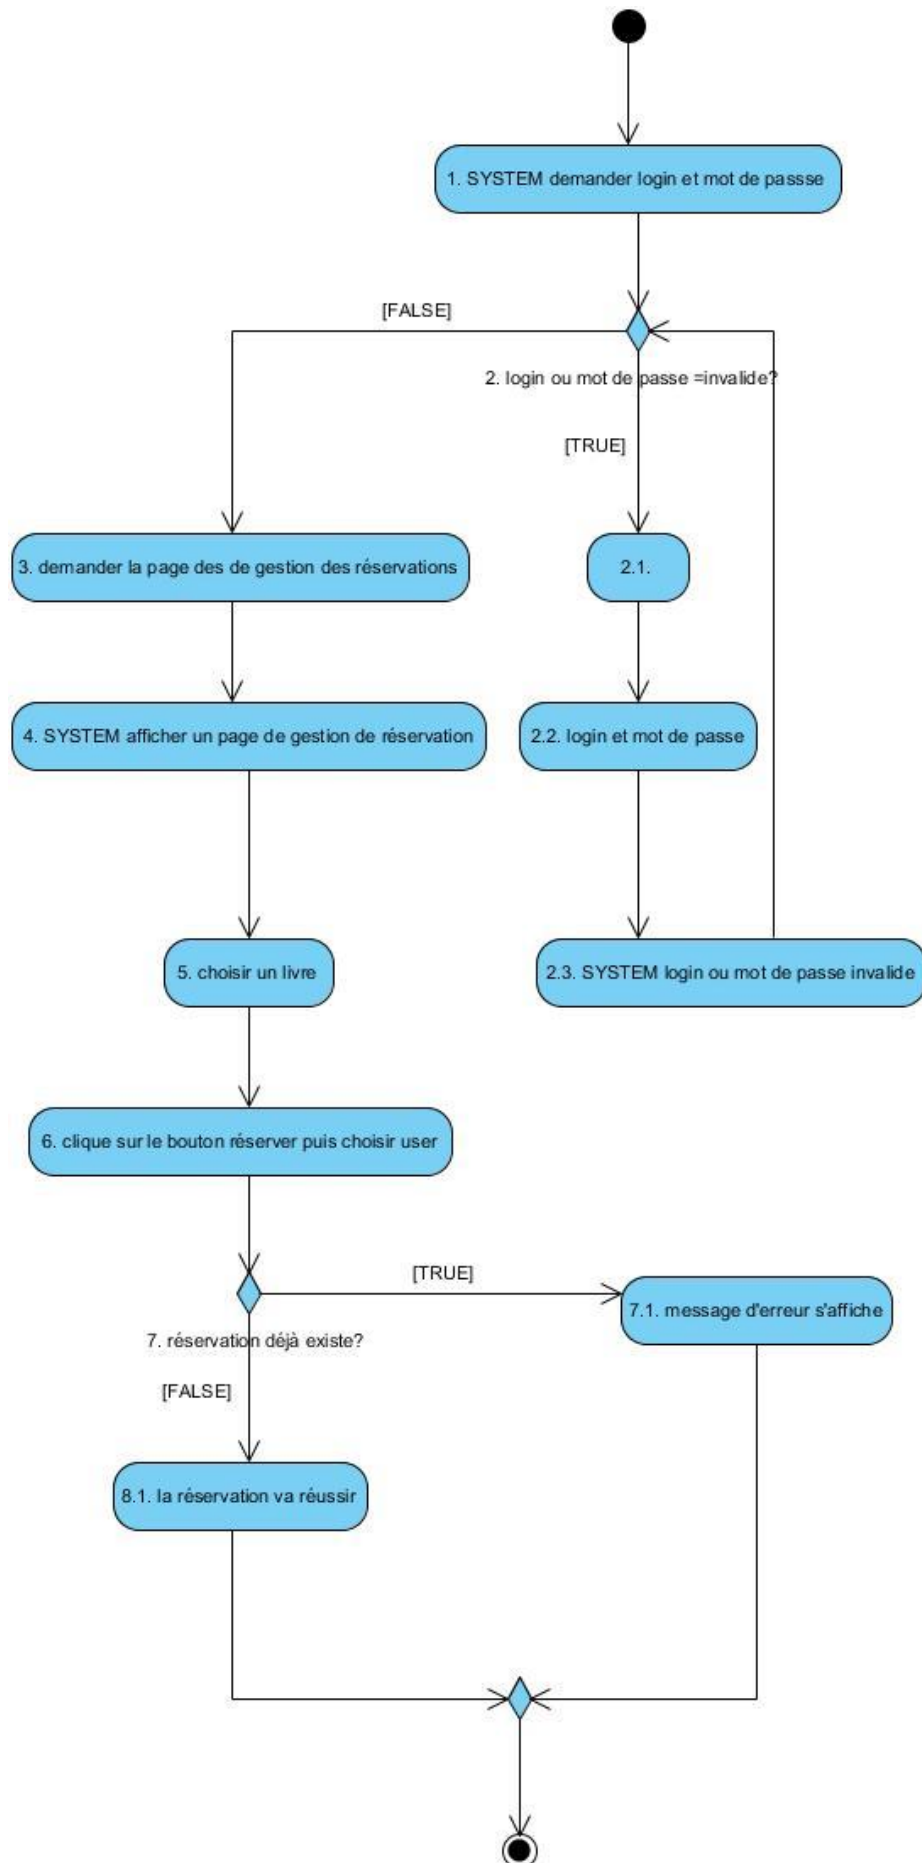 1. SYSTEM demander login et mot de passse
[FALSE]
2. login ou mot de passe =invalide?
[TRUE]
3. demander la page des de gestion des réservations
2.1.
4. SYSTEM afficher un page de gestion de réservation
2.2. login et mot de passe
5. choisir un livre
2.3. SYSTEM login ou mot de passe invalide
6. clique sur le bouton réserver puis choisir user
[TRUE]
7.1. message d'erreur s'affiche
7. réservation déjà existe?
[FALSE]
8.1. la réservation va réussir